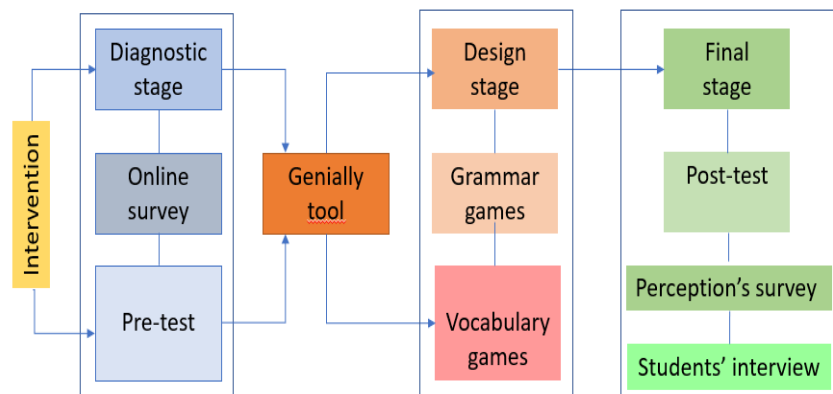 Intervention
Diagnostic
stage
Online
survey
Pre-test
Genially
tool
Design
stage
Grammar
games
Vocabulary
games
Final
stage
Post-test
Perception’s survey
Students’ interview